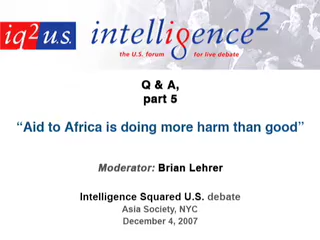 iq2 u.s.
intelligence²
the U.S. forum for live debate
Q & A,
part 5
“Aid to Africa is doing more harm than good”
Moderator: Brian Lehrer
Intelligence Squared U.S. debate
Asia Society, NYC
December 4, 2007